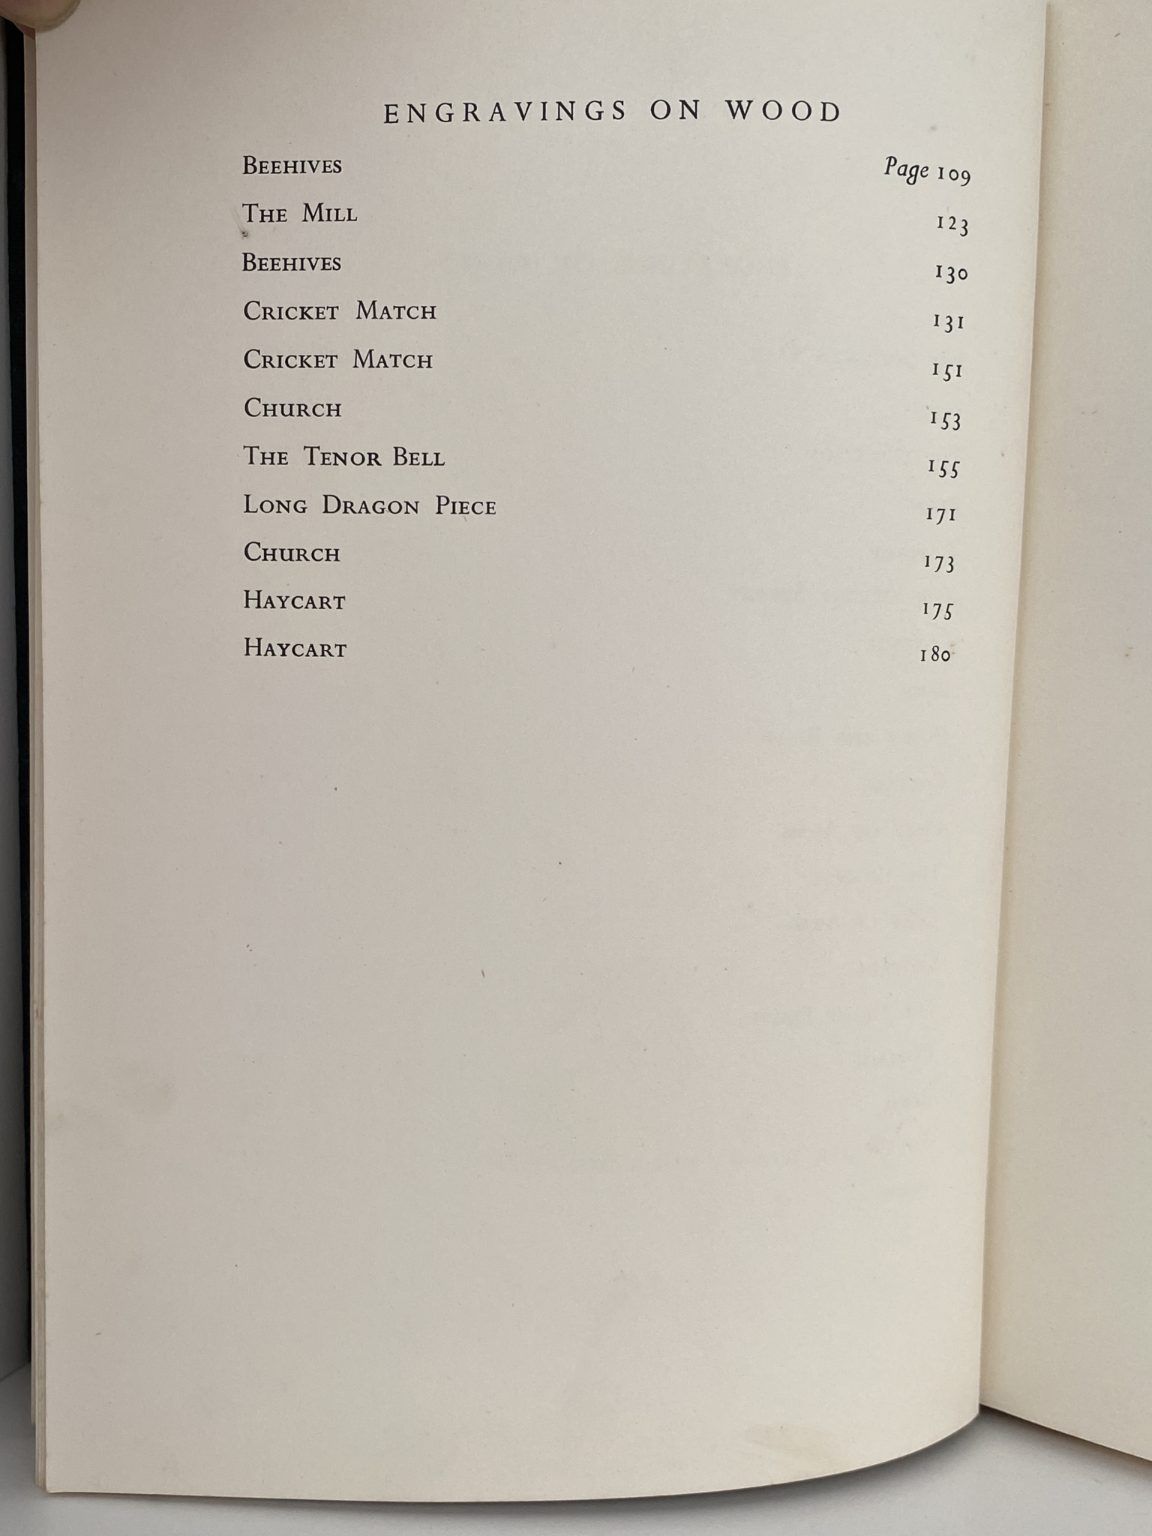 ENGRAVINGS ON WOOD
BEEHIVES Page 109
THE MILL 123
BEEHIVES 130
CRICKET MATCH 131
CRICKET MATCH 151
CHURCH 153
THE TENOR BELL 155
LONG DRAGON PIECE 171
CHURCH 173
HAYCART 175
HAYCART 180